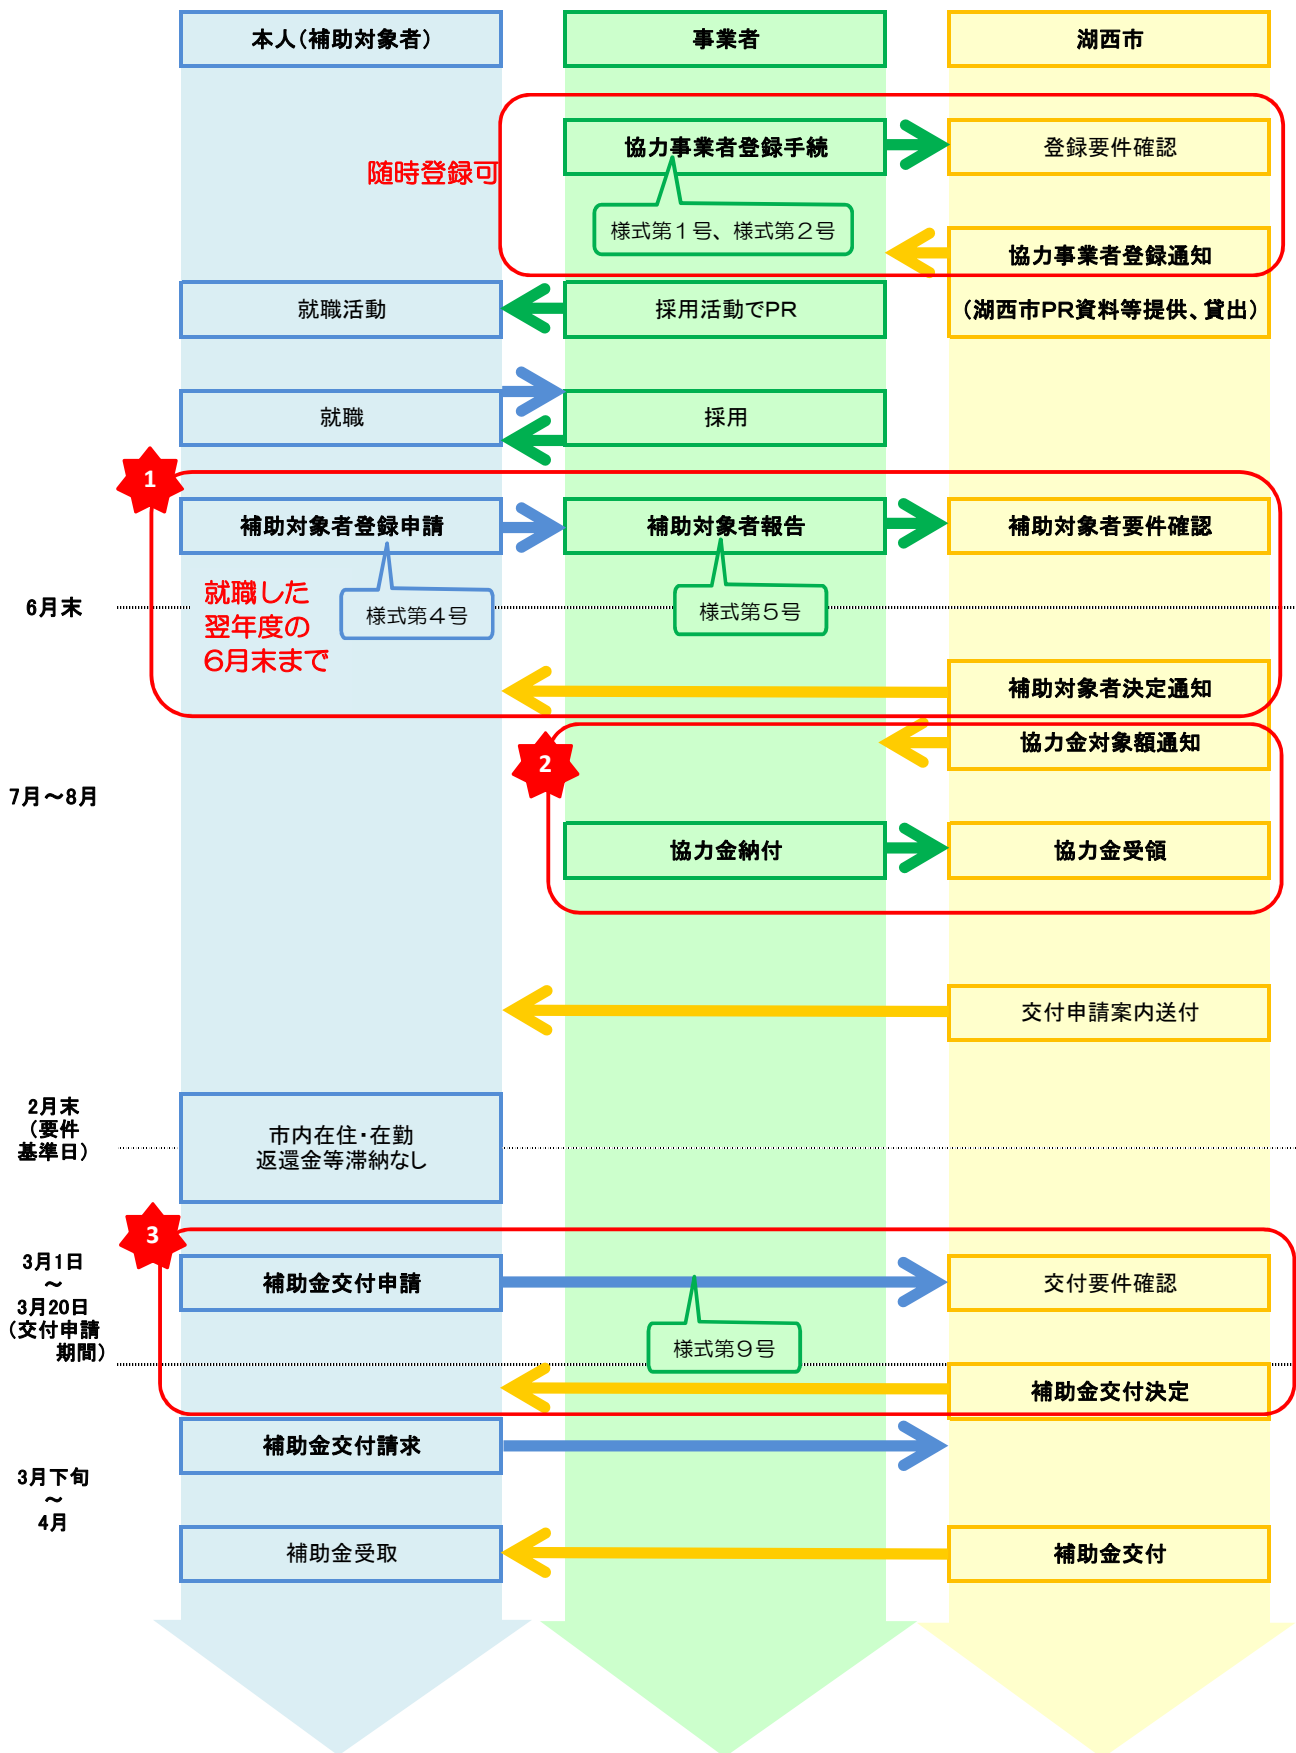 本人（補助対象者）
事業者
湖西市
協力事業者登録手続
登録要件確認
随時登録可
様式第１号、様式第２号
協力事業者登録通知
就職活動
採用活動でPR
（湖西市PR資料等提供、貸出）
就職
採用
1
補助対象者登録申請
補助対象者報告
補助対象者要件確認
6月末
就職した
翌年度の
６月末まで
様式第４号
様式第５号
補助対象者決定通知
2
協力金対象額通知
7月～8月
協力金納付
協力金受領
交付申請案内送付
2月末
（要件
基準日）
市内在住・在勤
返還金等滞納なし
3
3月1日
～
3月20日
（交付申請
期間）
補助金交付申請
交付要件確認
様式第９号
補助金交付決定
補助金交付請求
3月下旬
～
4月
補助金受取
補助金交付